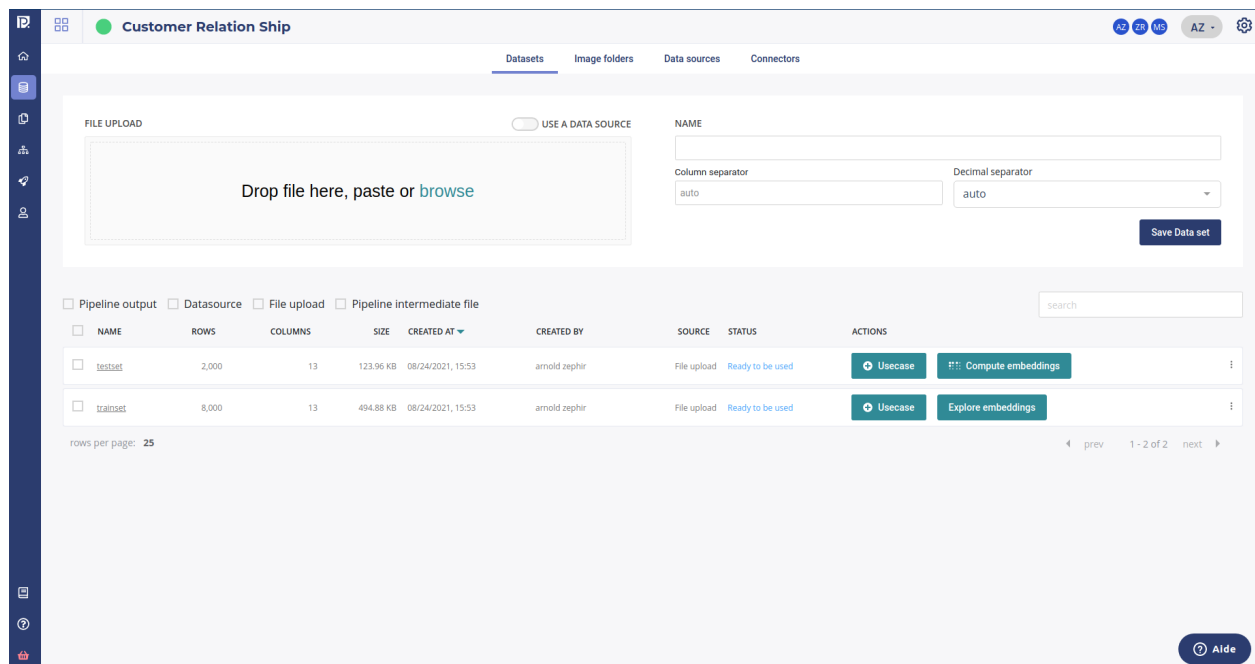 Customer Relation Ship
AZ ZR MS AZ
Datasets Image folders Data sources Connectors
FILE UPLOAD USE A DATA SOURCE
Drop file here, paste or browse
NAME
Column separator Decimal separator
auto auto
Save Data set
Pipeline output Datasource File upload Pipeline intermediate file search
NAME ROWS COLUMNS SIZE CREATED AT CREATED BY SOURCE STATUS ACTIONS
testset 2,000 13 123.96 KB 08/24/2021, 15:53 arnold zephir File upload Ready to be used Usecase Compute embeddings
trainset 8,000 13 494.88 KB 08/24/2021, 15:53 arnold zephir File upload Ready to be used Usecase Explore embeddings
rows per page: 25 prev 1 - 2 of 2 next
Aide